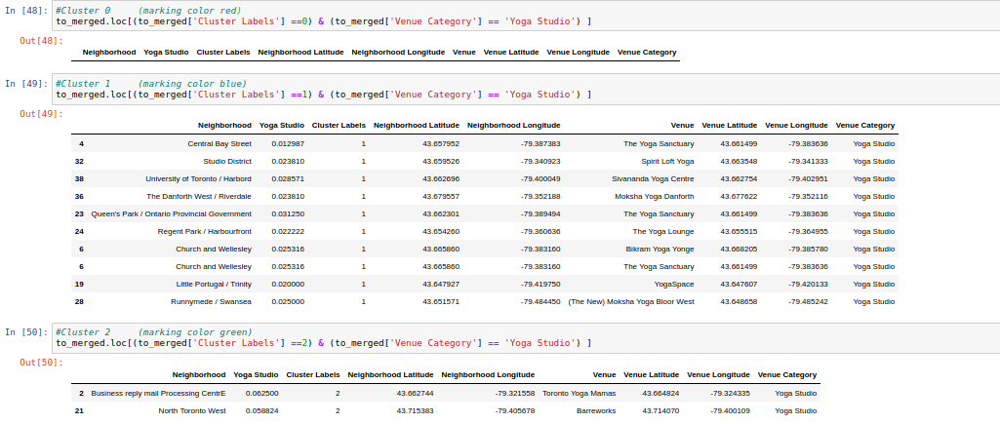 In [48]: #Cluster 0 (marking color red)
to_merged.loc[(to_merged['Cluster Labels'] ==0) & (to_merged['Venue Category'] == 'Yoga Studio') ]
Out[48]:
Neighborhood Yoga Studio Cluster Labels Neighborhood Latitude Neighborhood Longitude Venue Venue Latitude Venue Longitude Venue Category
In [49]: #Cluster 1 (marking color blue)
to_merged.loc[(to_merged['Cluster Labels'] ==1) & (to_merged['Venue Category'] == 'Yoga Studio') ]
Out[49]:
Neighborhood Yoga Studio Cluster Labels Neighborhood Latitude Neighborhood Longitude Venue Venue Latitude Venue Longitude Venue Category
4 Central Bay Street 0.012987 1 43.657952 -79.387383 The Yoga Sanctuary 43.661499 -79.383636 Yoga Studio
32 Studio District 0.023810 1 43.659526 -79.340923 Spirit Loft Yoga 43.663548 -79.341333 Yoga Studio
38 University of Toronto / Harbord 0.028571 1 43.662696 -79.400049 Sivananda Yoga Centre 43.662754 -79.402951 Yoga Studio
36 The Danforth West / Riverdale 0.023810 1 43.679557 -79.352188 Moksha Yoga Danforth 43.677622 -79.352116 Yoga Studio
23 Queen's Park / Ontario Provincial Government 0.031250 1 43.662301 -79.389494 The Yoga Sanctuary 43.661499 -79.383636 Yoga Studio
24 Regent Park / Harbourfront 0.022222 1 43.654260 -79.360636 The Yoga Lounge 43.655515 -79.364955 Yoga Studio
6 Church and Wellesley 0.025316 1 43.665860 -79.383160 Bikram Yoga Yonge 43.668205 -79.385780 Yoga Studio
6 Church and Wellesley 0.025316 1 43.665860 -79.383160 The Yoga Sanctuary 43.661499 -79.383636 Yoga Studio
19 Little Portugal / Trinity 0.020000 1 43.647927 -79.419750 YogaSpace 43.647607 -79.420133 Yoga Studio
28 Runnymede / Swansea 0.025000 1 43.651571 -79.484450 (The New) Moksha Yoga Bloor West 43.648658 -79.485242 Yoga Studio
In [50]: #Cluster 2 (marking color green)
to_merged.loc[(to_merged['Cluster Labels'] ==2) & (to_merged['Venue Category'] == 'Yoga Studio') ]
Out[50]:
Neighborhood Yoga Studio Cluster Labels Neighborhood Latitude Neighborhood Longitude Venue Venue Latitude Venue Longitude Venue Category
2 Business reply mail Processing CentrE 0.062500 2 43.662744 -79.321558 Toronto Yoga Mamas 43.664824 -79.324335 Yoga Studio
21 North Toronto West 0.058824 2 43.715383 -79.405678 Barreworks 43.714070 -79.400109 Yoga Studio